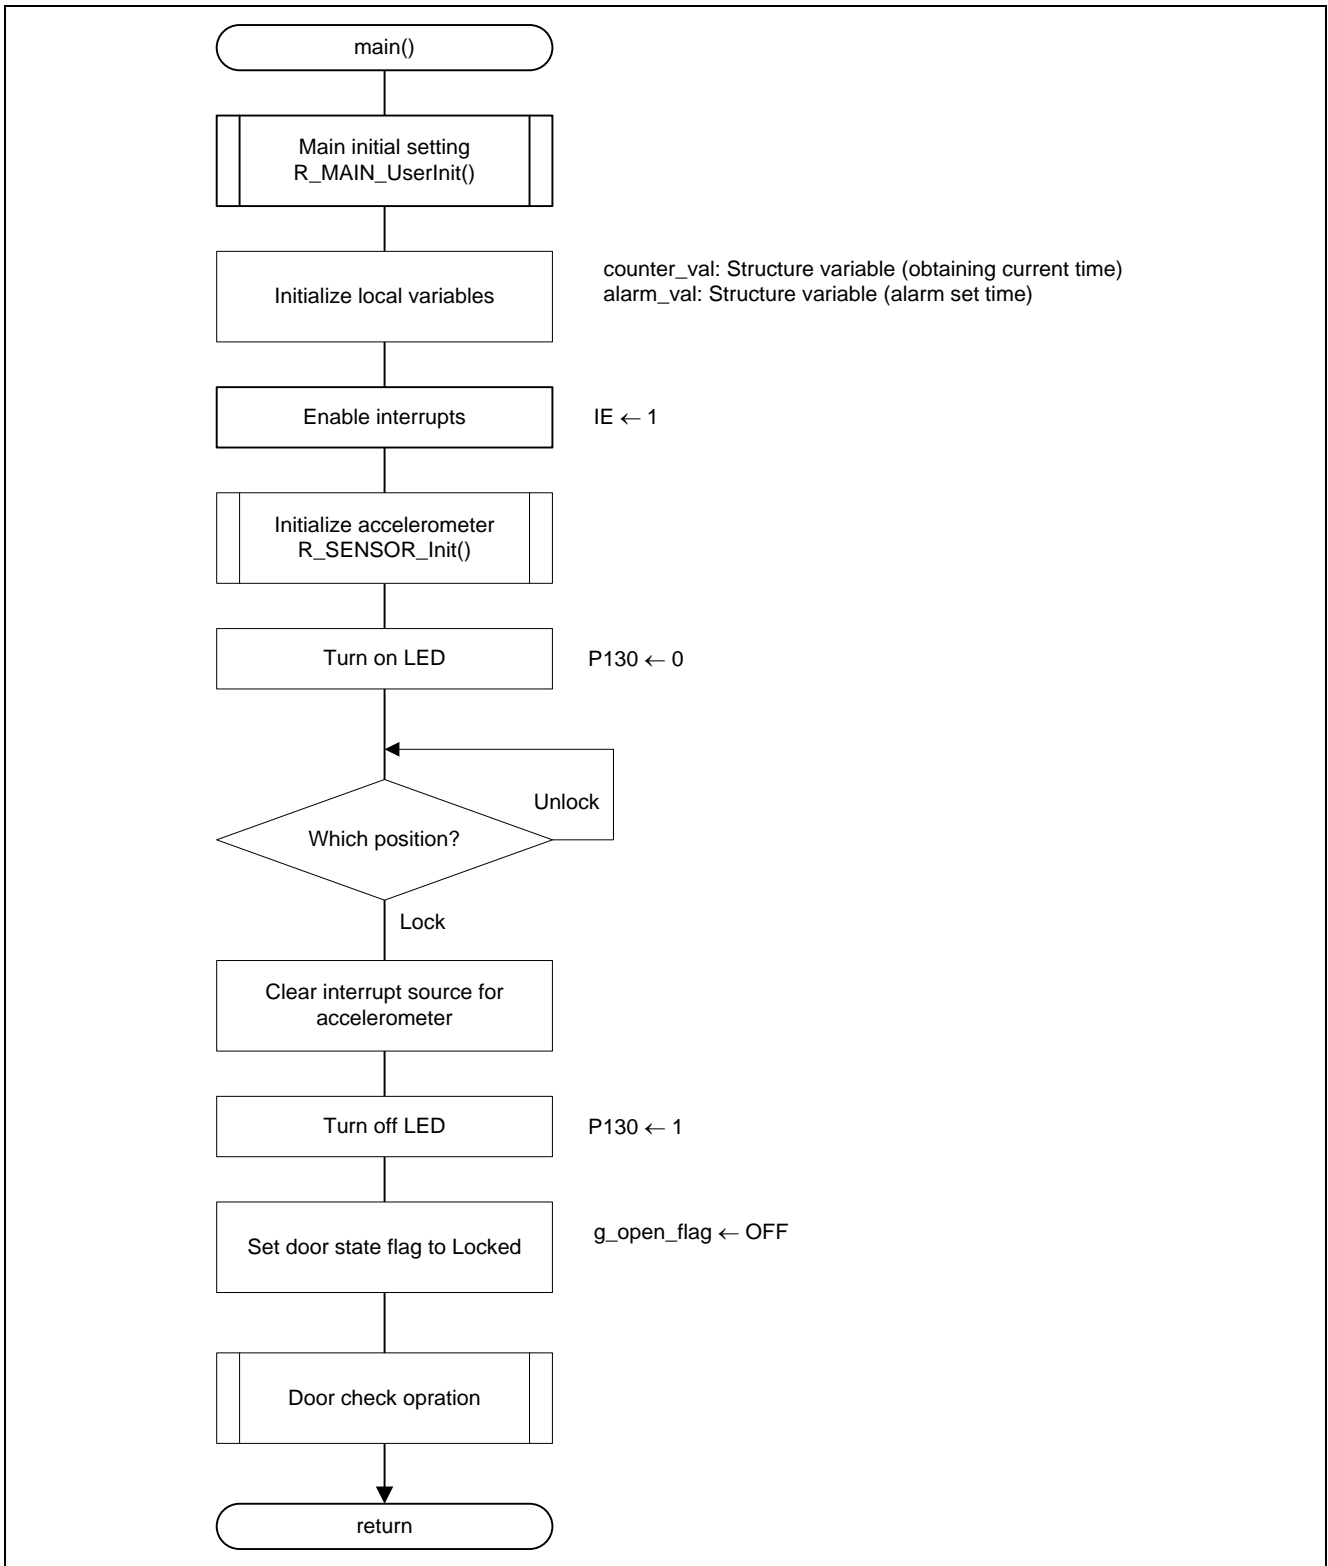 main()
Main initial setting
R_MAIN_UserInit()
Initialize local variables
counter_val: Structure variable (obtaining current time)
alarm_val: Structure variable (alarm set time)
Enable interrupts
IE ← 1
Initialize accelerometer
R_SENSOR_Init()
Turn on LED
P130 ← 0
Unlock
Which position?
Lock
Clear interrupt source for
accelerometer
Turn off LED
P130 ← 1
Set door state flag to Locked
g_open_flag ← OFF
Door check opration
return